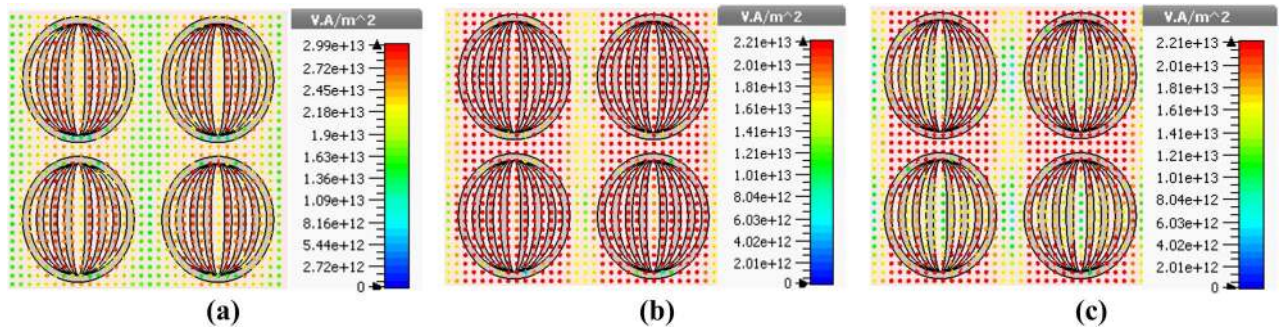 V.A/m^2
2.99e+13
2.72e+13
2.45e+13
2.18e+13
1.9e+13
1.63e+13
1.36e+13
1.09e+13
8.16e+12
5.44e+12
2.72e+12
0
(a)
V.A/m^2
2.21e+13
2.01e+13
1.81e+13
1.61e+13
1.41e+13
1.21e+13
1.01e+13
8.04e+12
6.03e+12
4.02e+12
2.01e+12
0
(b)
V.A/m^2
2.21e+13
2.01e+13
1.81e+13
1.61e+13
1.41e+13
1.21e+13
1.01e+13
8.04e+12
6.03e+12
4.02e+12
2.01e+12
0
(c)